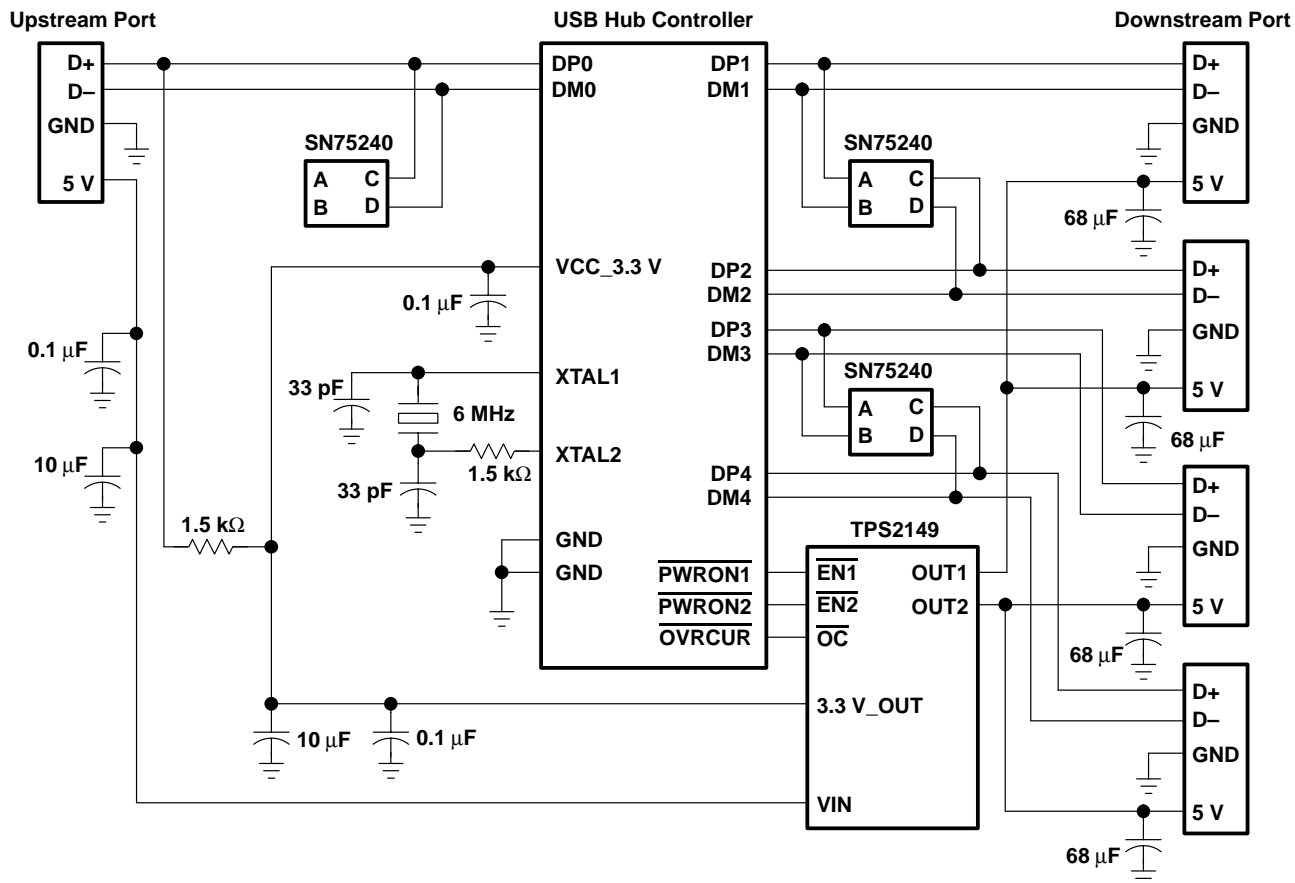 Upstream Port
USB Hub Controller
Downstream Port
D+
D–
GND
5 V
SN75240
A
B
C
D
0.1 μF
10 μF
1.5 kΩ
10 μF
0.1 μF
0.1 μF
33 pF
6 MHz
33 pF
1.5 kΩ
DP0
DM0
VCC_3.3 V
XTAL1
XTAL2
GND
GND
DP1
DM1
DP2
DM2
DP3
DM3
DP4
DM4
PWRON1
PWRON2
OVRCUR
SN75240
A
B
C
D
SN75240
A
B
C
D
TPS2149
EN1
EN2
OC
3.3 V_OUT
VIN
OUT1
OUT2
D+
D–
GND
5 V
68 μF
D+
D–
GND
5 V
68 μF
D+
D–
GND
5 V
68 μF
D+
D–
GND
5 V
68 μF